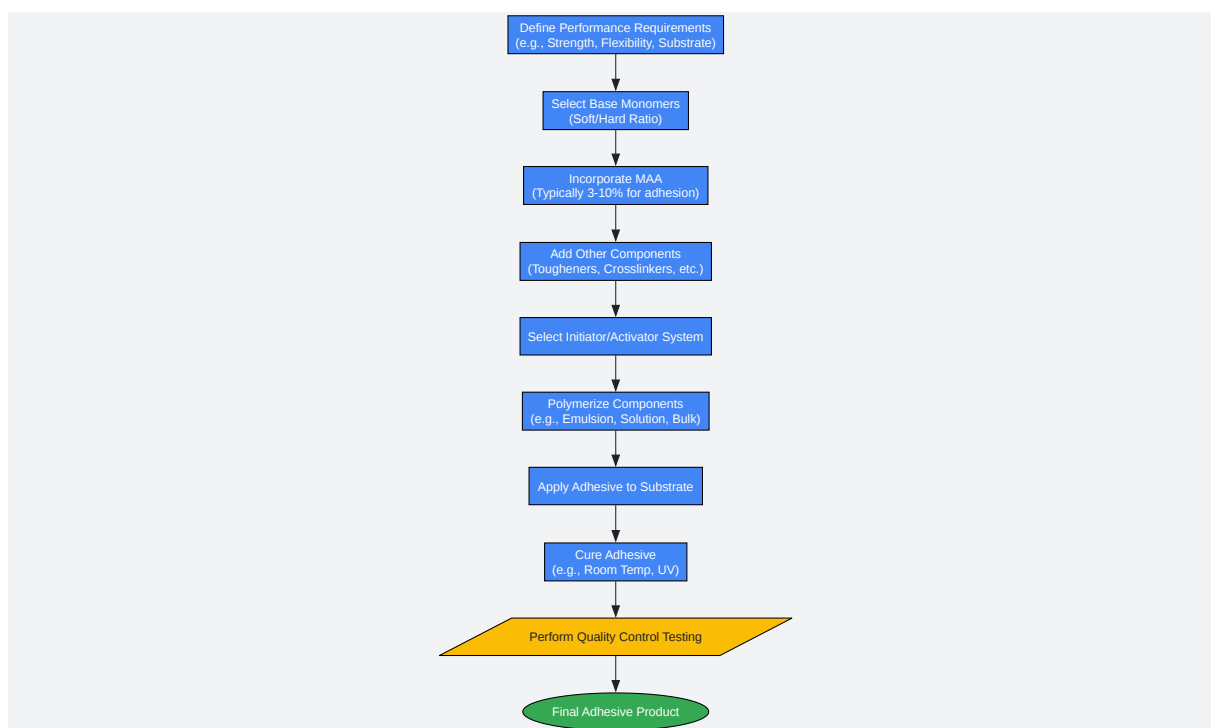 Define Performance Requirements
(e.g., Strength, Flexibility, Substrate)
Select Base Monomers
(Soft/Hard Ratio)
Incorporate MAA
(Typically 3-10% for adhesion)
Add Other Components
(Tougheners, Crosslinkers, etc.)
Select Initiator/Activator System
Polymerize Components
(e.g., Emulsion, Solution, Bulk)
Apply Adhesive to Substrate
Cure Adhesive
(e.g., Room Temp, UV)
Perform Quality Control Testing
Final Adhesive Product